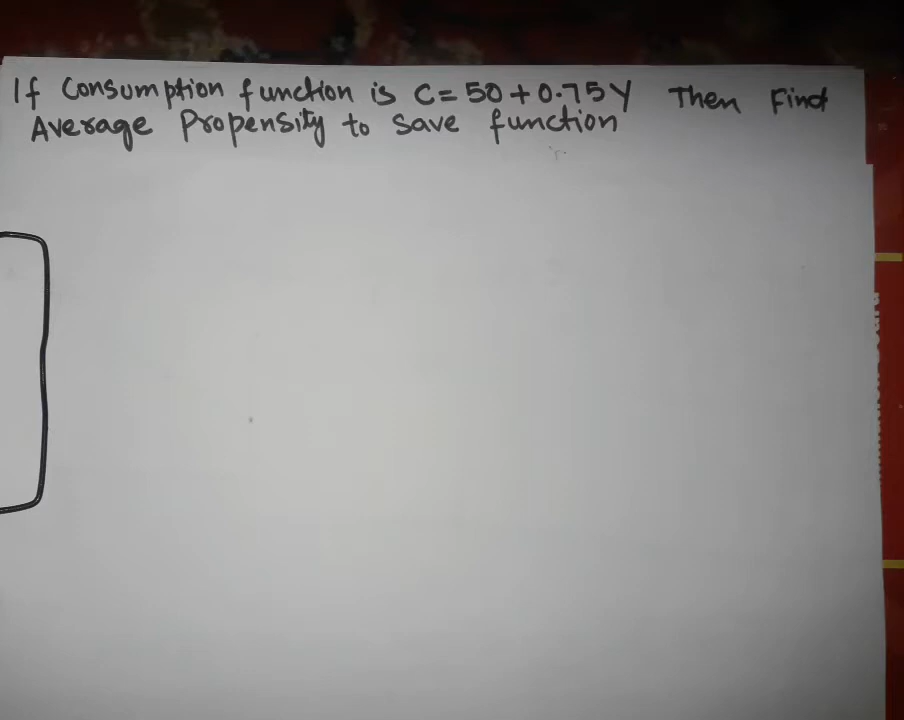 If Consumption function is C = 50 + 0.75Y Then Find
Average Propensity to save function